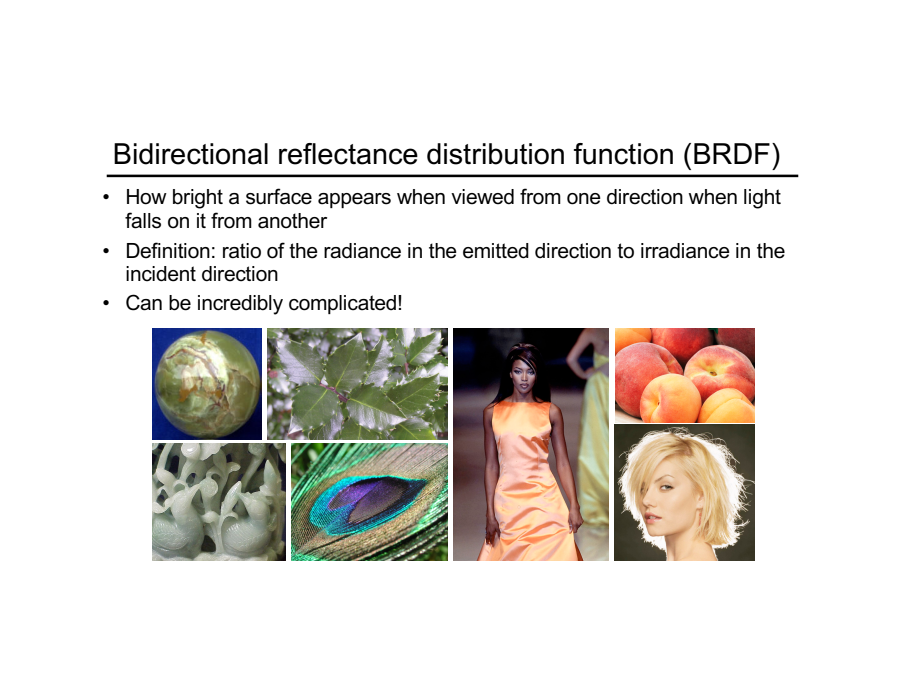 Bidirectional reflectance distribution function (BRDF)
• How bright a surface appears when viewed from one direction when light
falls on it from another
• Definition: ratio of the radiance in the emitted direction to irradiance in the
incident direction
• Can be incredibly complicated!